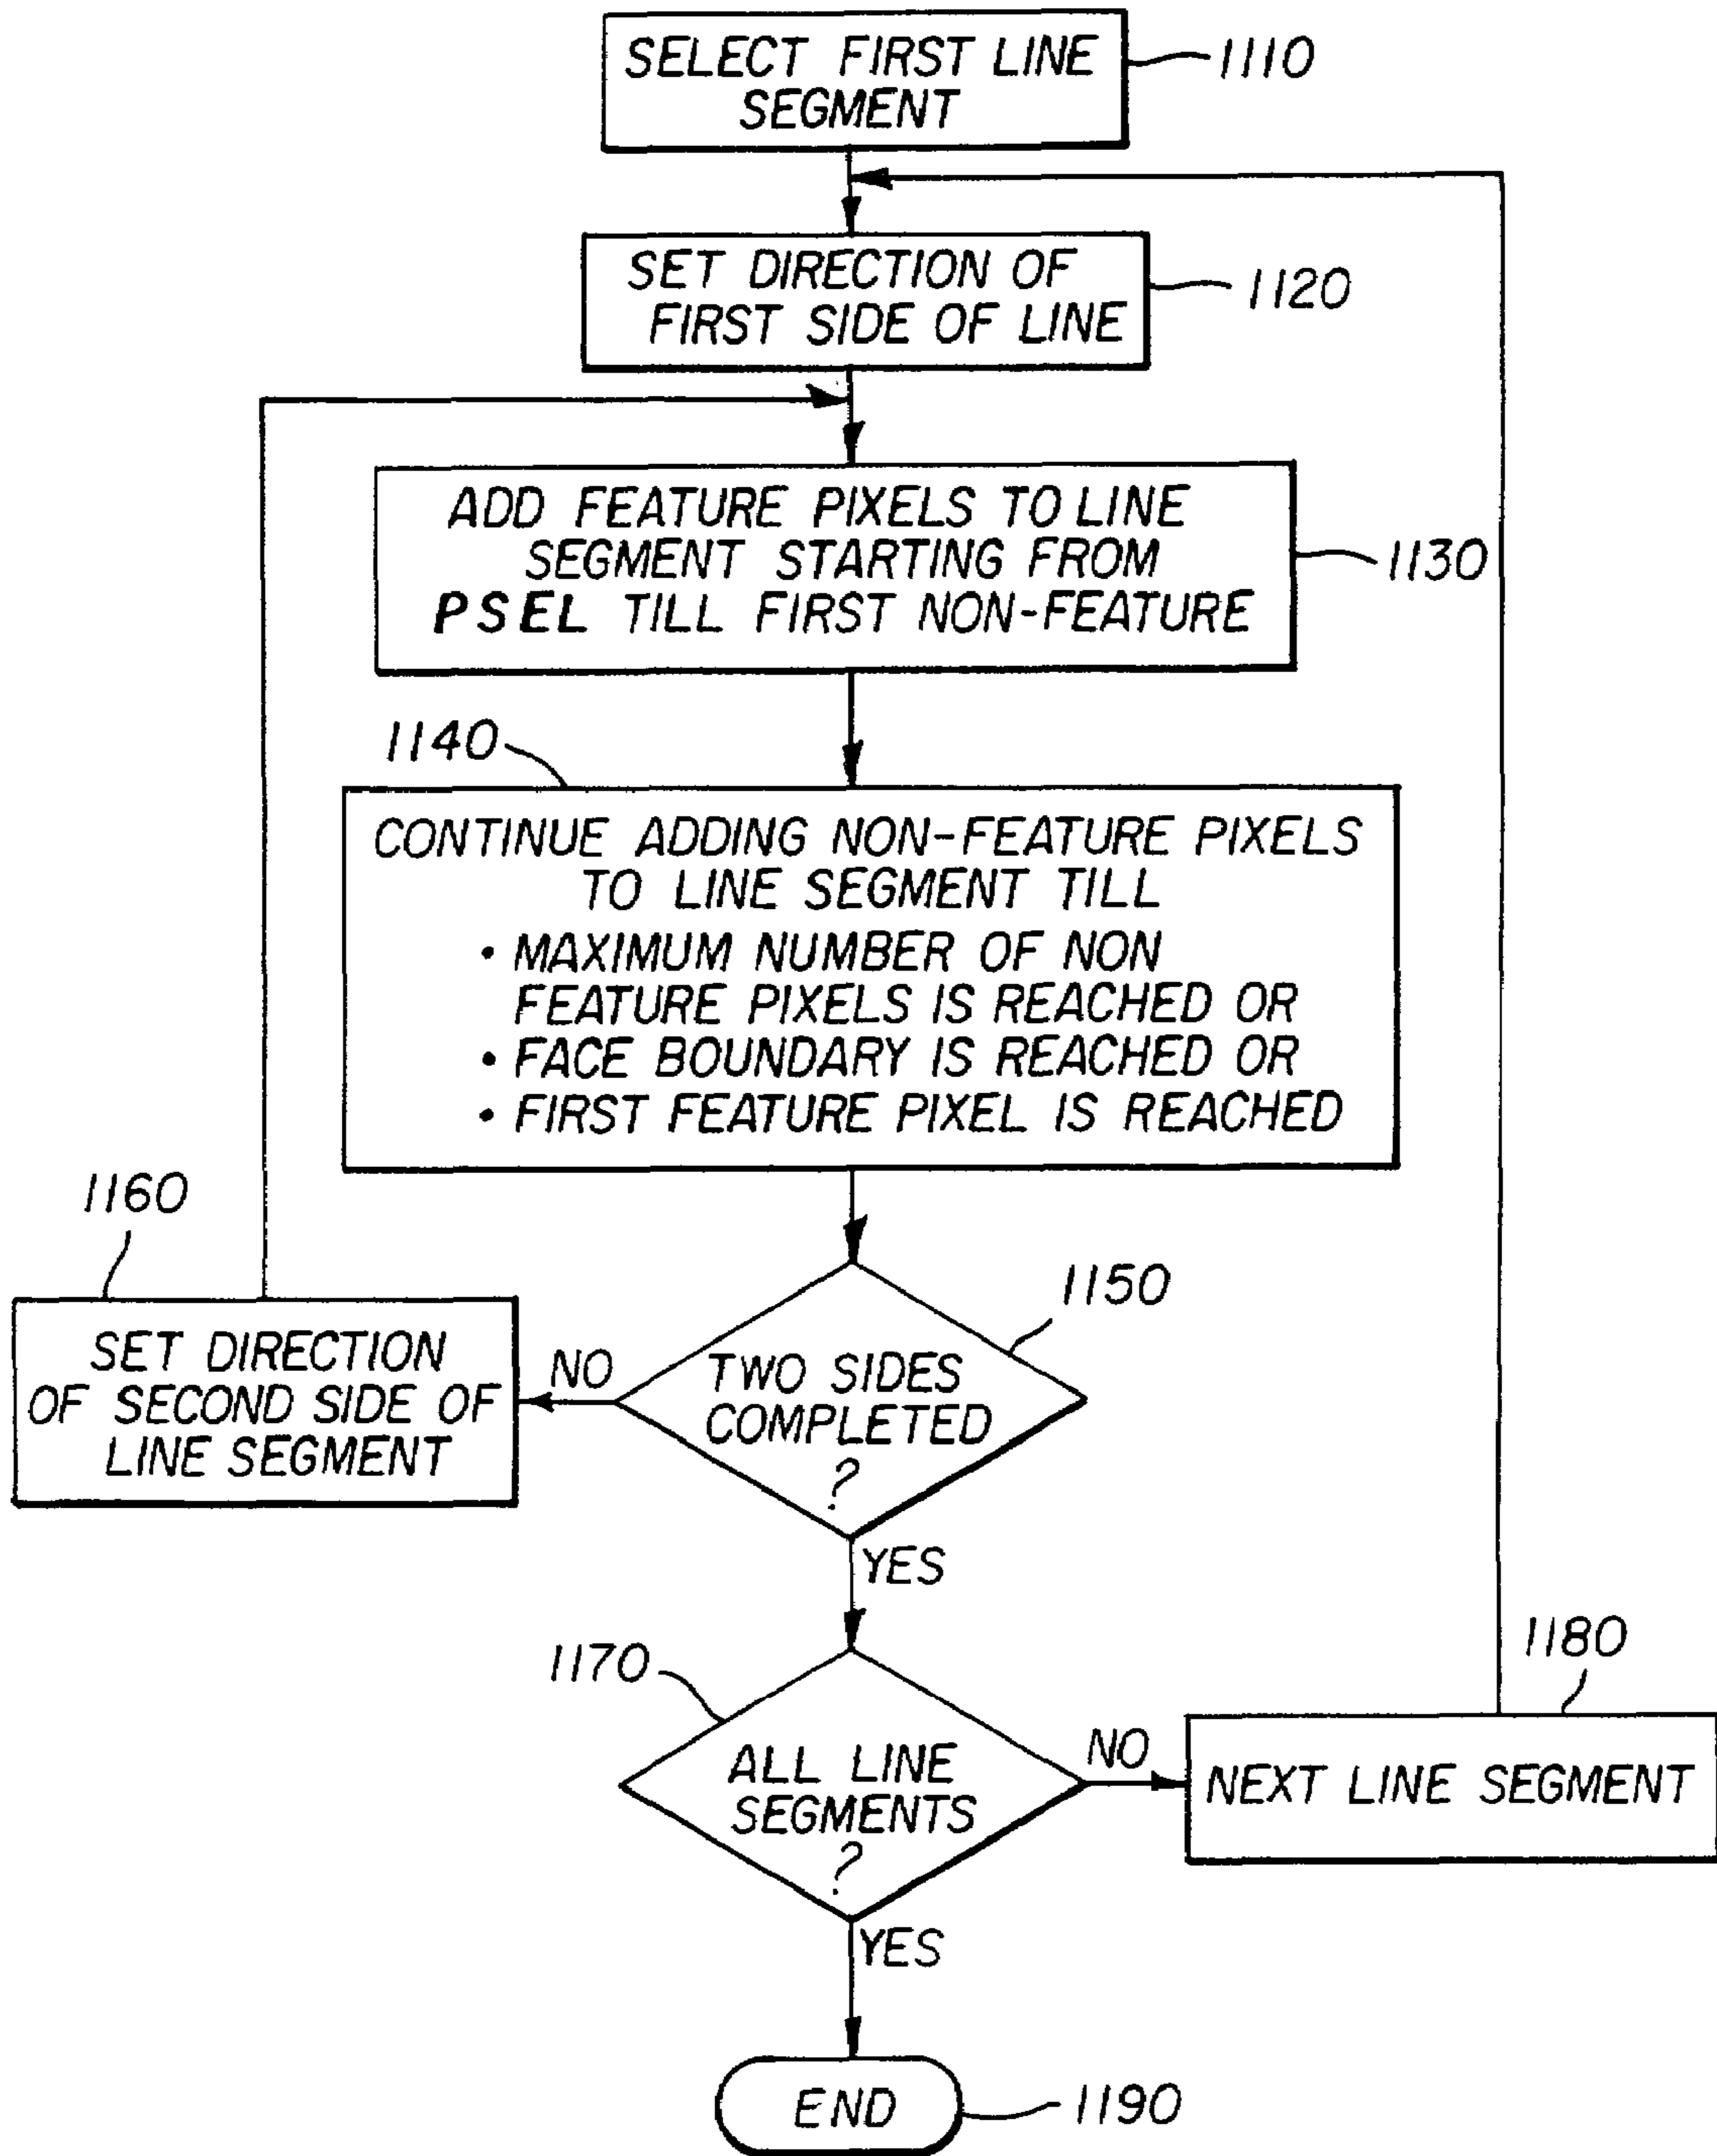 SELECT FIRST LINE
SEGMENT
1110
SET DIRECTION OF
FIRST SIDE OF LINE
1120
ADD FEATURE PIXELS TO LINE
SEGMENT STARTING FROM
PSEL TILL FIRST NON-FEATURE
1130
1140
CONTINUE ADDING NON-FEATURE PIXELS
TO LINE SEGMENT TILL
• MAXIMUM NUMBER OF NON
FEATURE PIXELS IS REACHED OR
• FACE BOUNDARY IS REACHED OR
• FIRST FEATURE PIXEL IS REACHED
1160
SET DIRECTION
OF SECOND SIDE OF
LINE SEGMENT
NO
1150
TWO SIDES
COMPLETED
?
YES
1170
ALL LINE
SEGMENTS
?
NO
1180
NEXT LINE SEGMENT
YES
END
1190